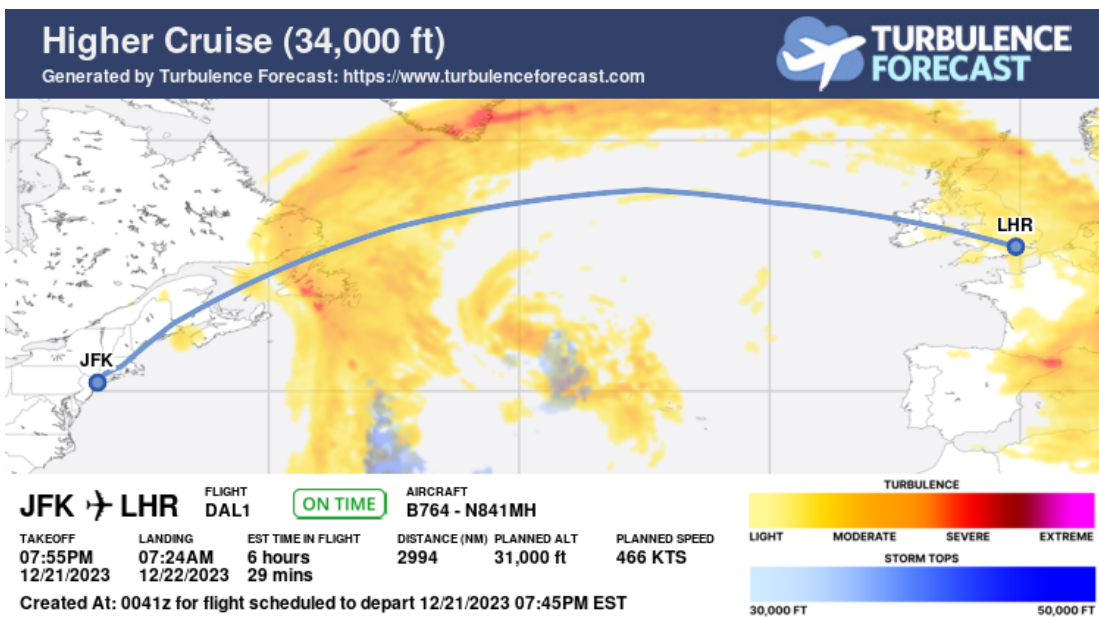 Higher Cruise (34,000 ft)
Generated by Turbulence Forecast: https://www.turbulenceforecast.com
TURBULENCE
FORECAST
JFK
LHR
JFK LHR
FLIGHT
DAL1
ON TIME
AIRCRAFT
B764 - N841MH
TAKEOFF
07:55PM
12/21/2023
LANDING
07:24AM
12/22/2023
EST TIME IN FLIGHT
6 hours
29 mins
DISTANCE (NM)
2994
PLANNED ALT
31,000 ft
PLANNED SPEED
466 KTS
Created At: 0041z for flight scheduled to depart 12/21/2023 07:45PM EST
TURBULENCE
LIGHT MODERATE SEVERE EXTREME
STORM TOPS
30,000 FT 50,000 FT